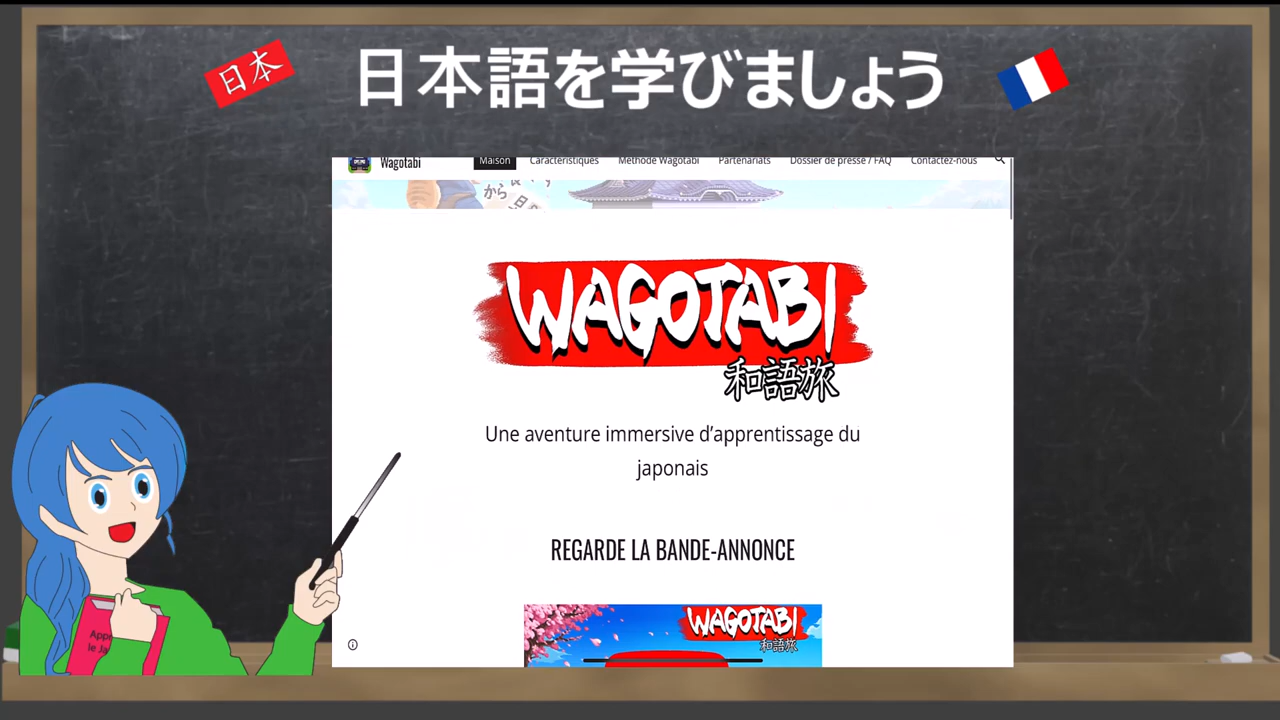 日本
日本語を学びましょう
Wagotabi
Maison
Caractéristiques
Méthode Wagotabi
Partenariats
Dossier de presse / FAQ
Contactez-nous
から
WAGOTABI
和語旅
Une aventure immersive d’apprentissage du
japonais
REGARDE LA BANDE-ANNONCE
WAGOTABI
和語旅